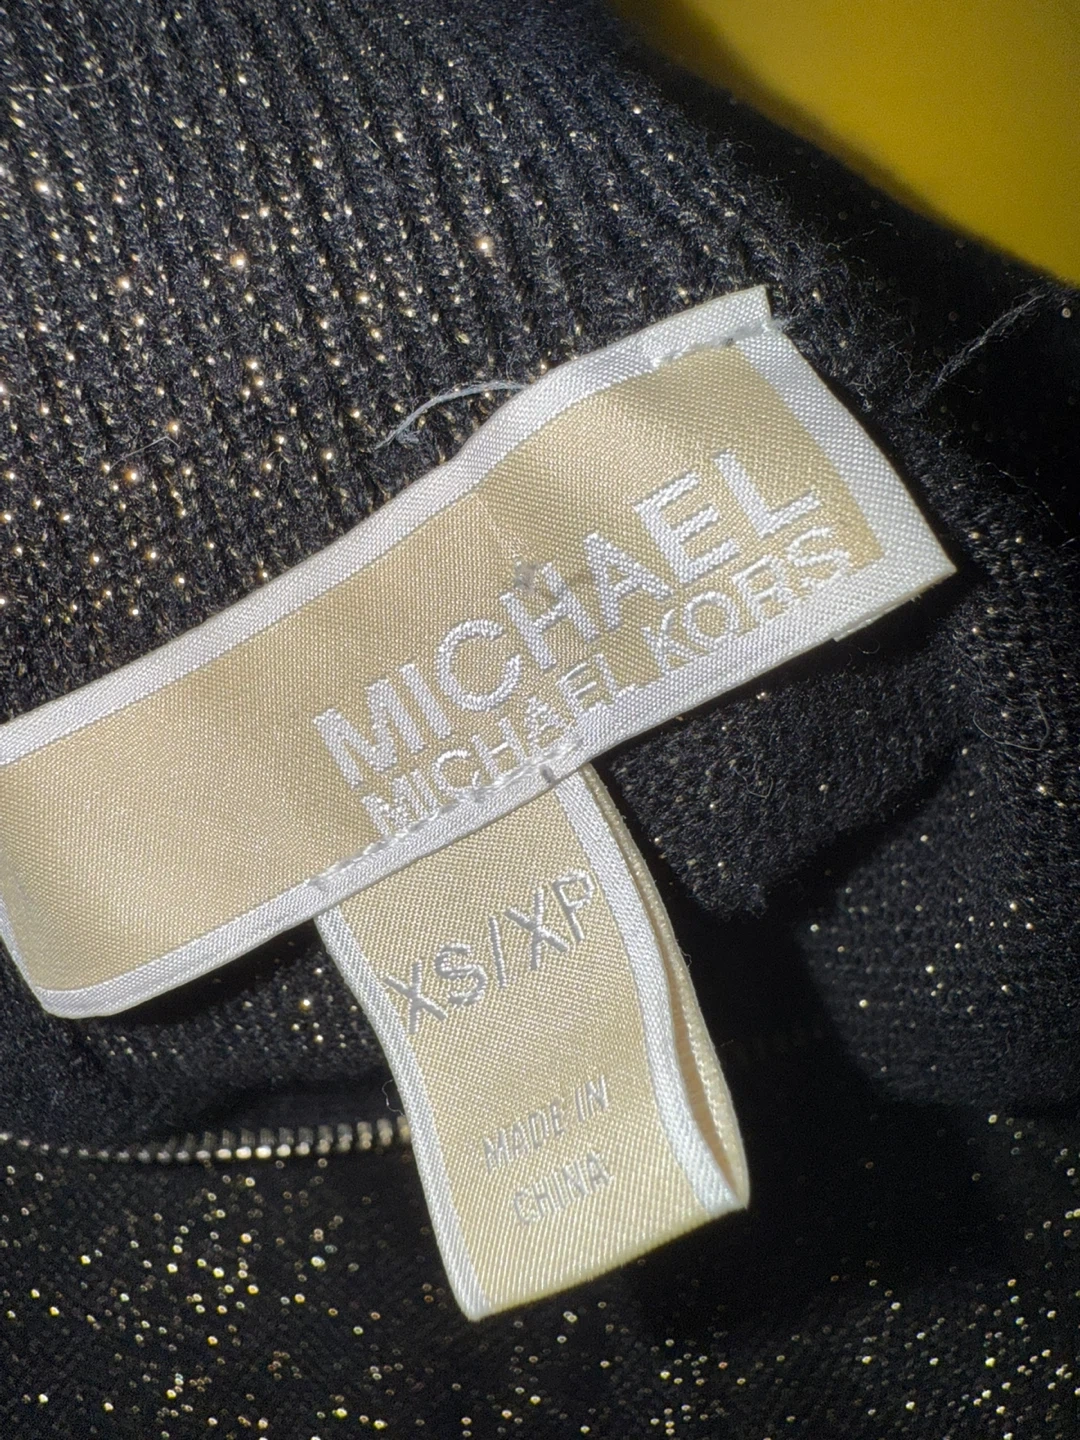 MICHAEL
MICHAEL KORS
XS/XP
MADE IN
CHINA